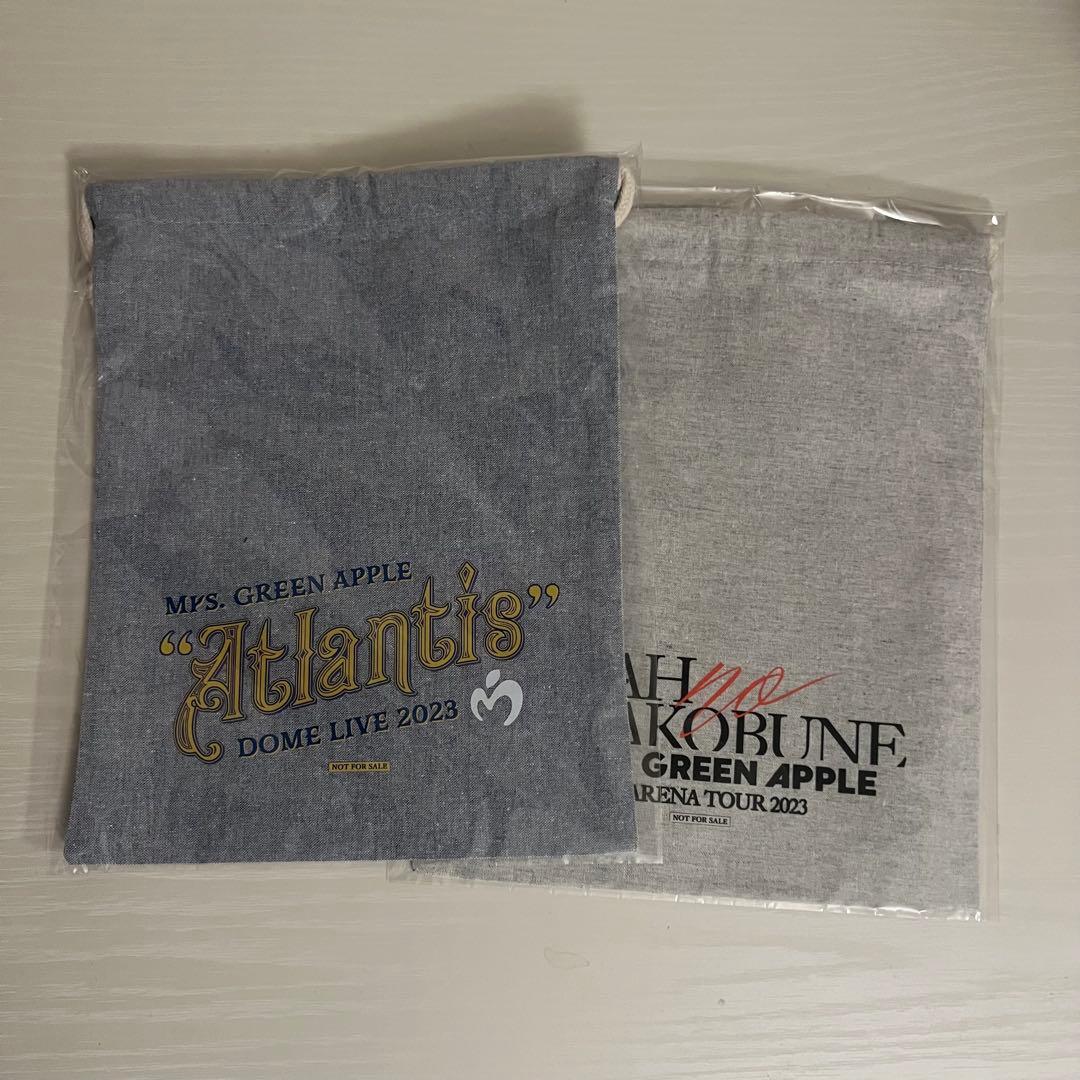 Mrs. GREEN APPLE
“Atlantis”
DOME LIVE 2023
NOT FOR SALE
AH no
AKOBUNE
GREEN APPLE
ARENA TOUR 2023
NOT FOR SALE